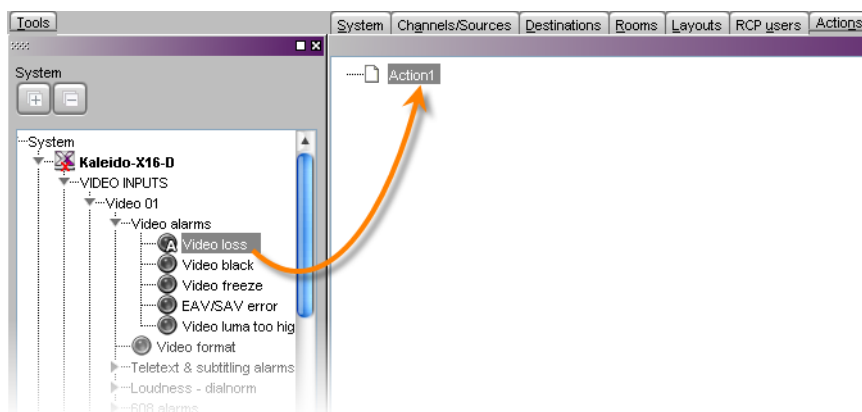 Tools
System Channels/Sources Destinations Rooms Layouts RCP users Actions
System
Action1
System
Kaleido-X16-D
VIDEO INPUTS
Video 01
Video alarms
A Video loss
Video black
Video freeze
EAV/SAV error
Video luma too hig
Video format
Teletext & subtitling alarms
Loudness - dialnorm
608 alarms